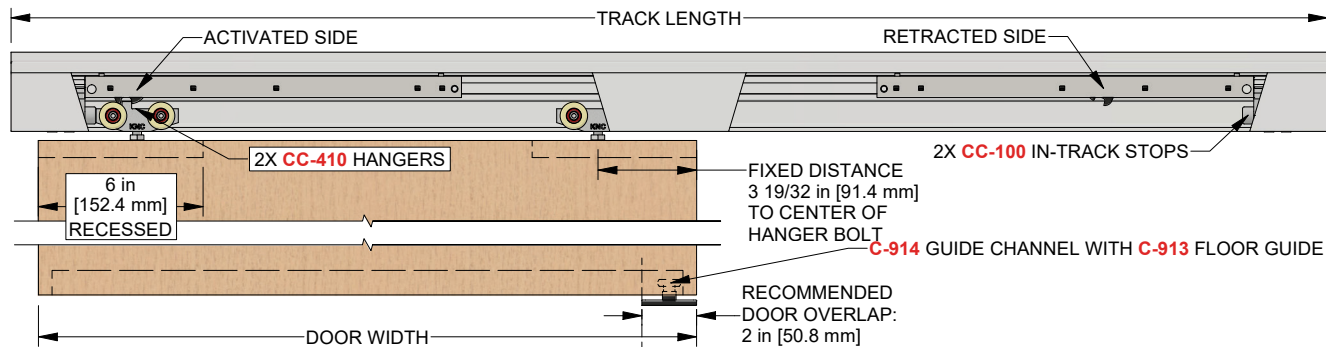 TRACK LENGTH
ACTIVATED SIDE
RETRACTED SIDE
KNC
KNC
2X CC-410 HANGERS
2X CC-100 IN-TRACK STOPS
6 in
[152.4 mm]
RECESSED
FIXED DISTANCE
3 19/32 in [91.4 mm]
TO CENTER OF
HANGER BOLT
C-914 GUIDE CHANNEL WITH C-913 FLOOR GUIDE
RECOMMENDED
DOOR OVERLAP:
2 in [50.8 mm]
DOOR WIDTH